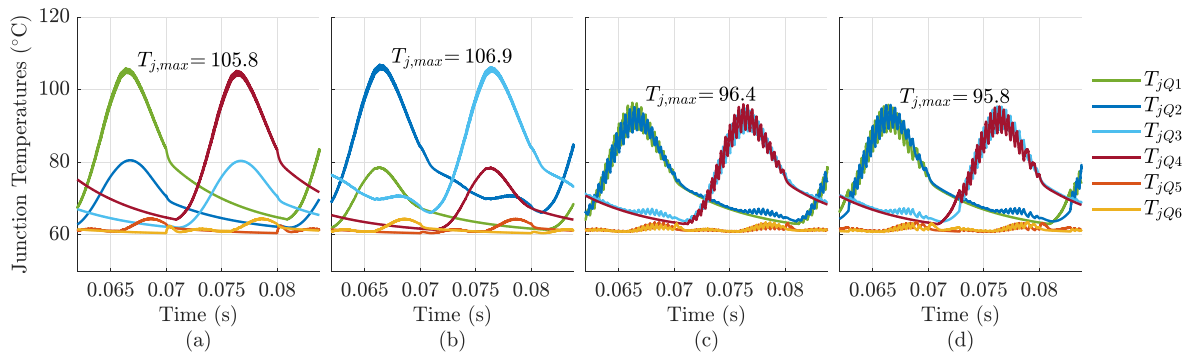 Junction Temperatures (°C)
120
100
80
60
T_{j,max}= 105.8
T_{j,max}= 106.9
T_{j,max}= 96.4
T_{j,max}= 95.8
0.065 0.07 0.075 0.08
0.065 0.07 0.075 0.08
0.065 0.07 0.075 0.08
0.065 0.07 0.075 0.08
Time (s) Time (s) Time (s) Time (s)
(a) (b) (c) (d)
T_{jQ1}
T_{jQ2}
T_{jQ3}
T_{jQ4}
T_{jQ5}
T_{jQ6}